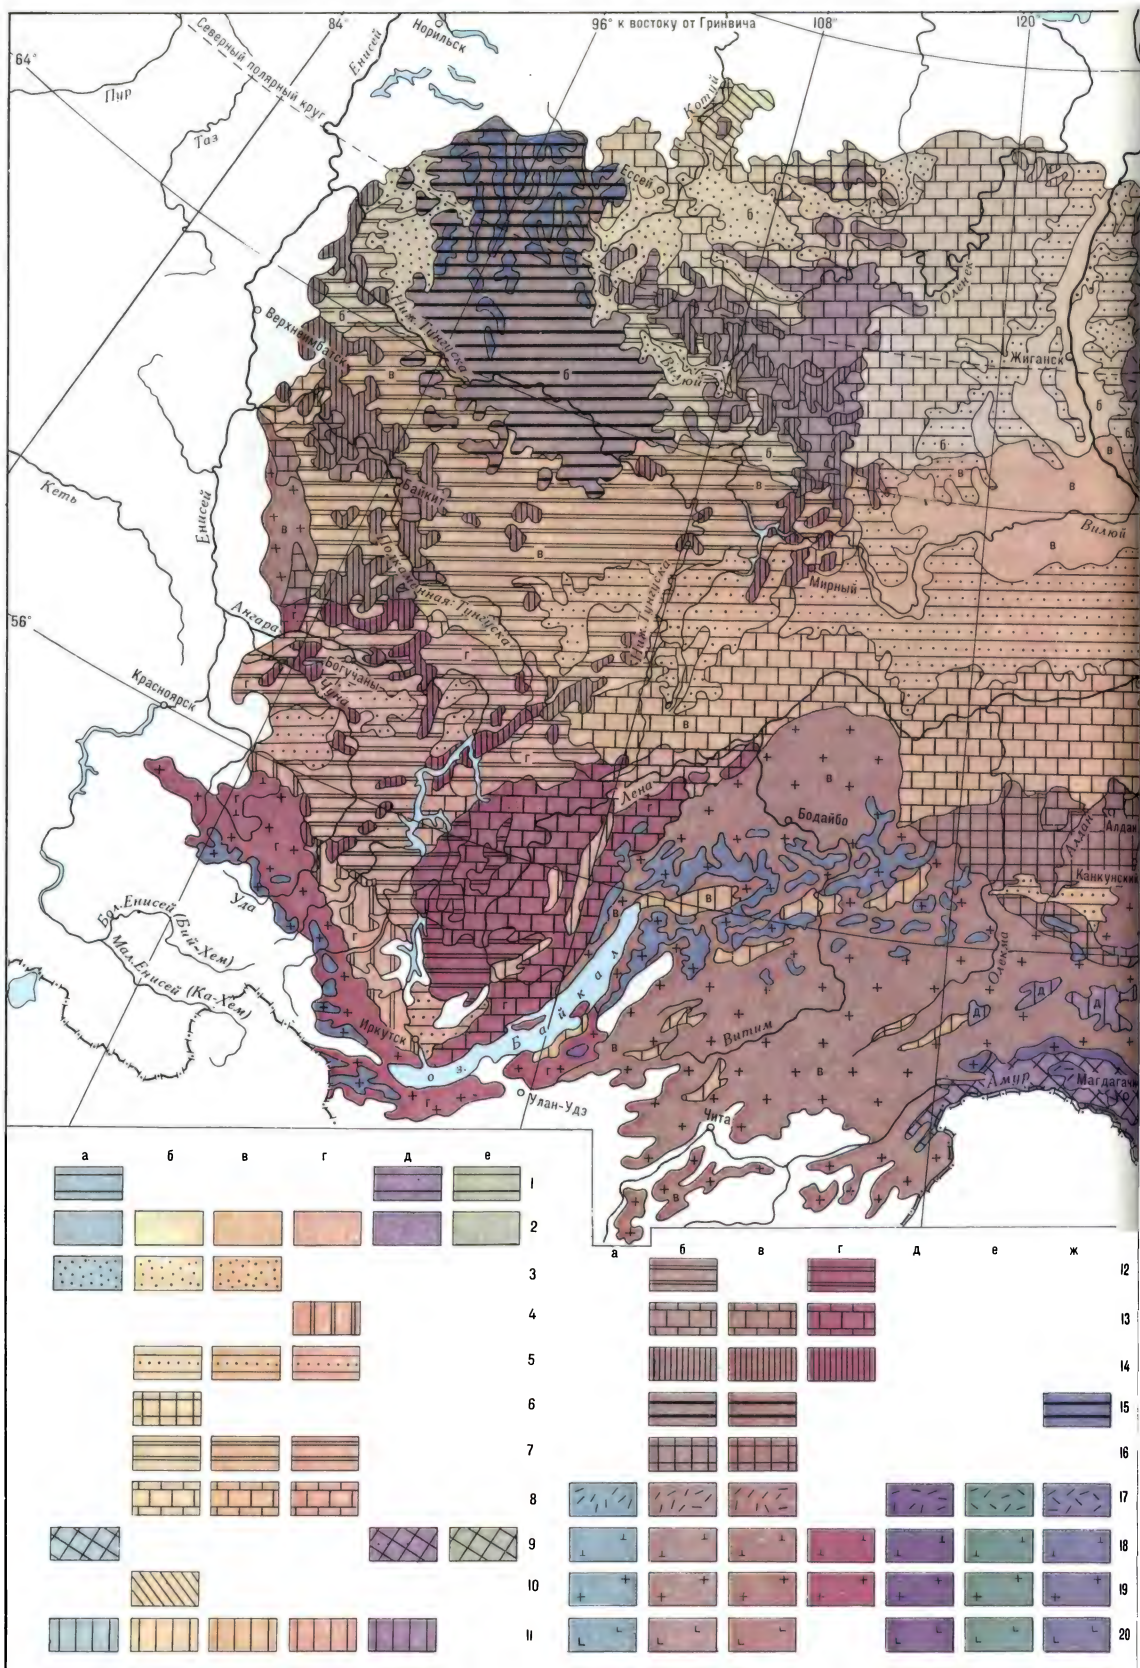 84°
96° к востоку от Гринвича
108°
120°
64°
Северный полярный круг
Норильск
Енисей
Пур
Таз
Котуй
Ессей
б
б
Оленек
Верхнеимбатск
Ниж. Тунгуска
в
б
Вилюй
Жиганск
б
б
б
б
в
в
в
Кеть
Енисей
Байкит
в
в
в
Вилюй
Подкаменная Тунгуска
Ниж. Тунгуска
Мирный
56°
Ангара
Богучаны
г
Чуна
г
Красноярск
г
в
г
г
Лена
г
в
Бодайбо
Алдан
Алдан
Канкунский
Уда
Бол. Енисей (Бий-Хем)
Мал. Енисей (Ка-Хем)
г
в
в
Олекма
д
д
д
Иркутск
г
оз. Байкал
г
в
Витим
в
Улан-Удэ
г
Амур
Магдагачи
Чита
в
а б в г д е
1
2
3
4
5
6
7
8
9
10
11
а б в г д е ж
12
13
14
15
16
17
18
19
20